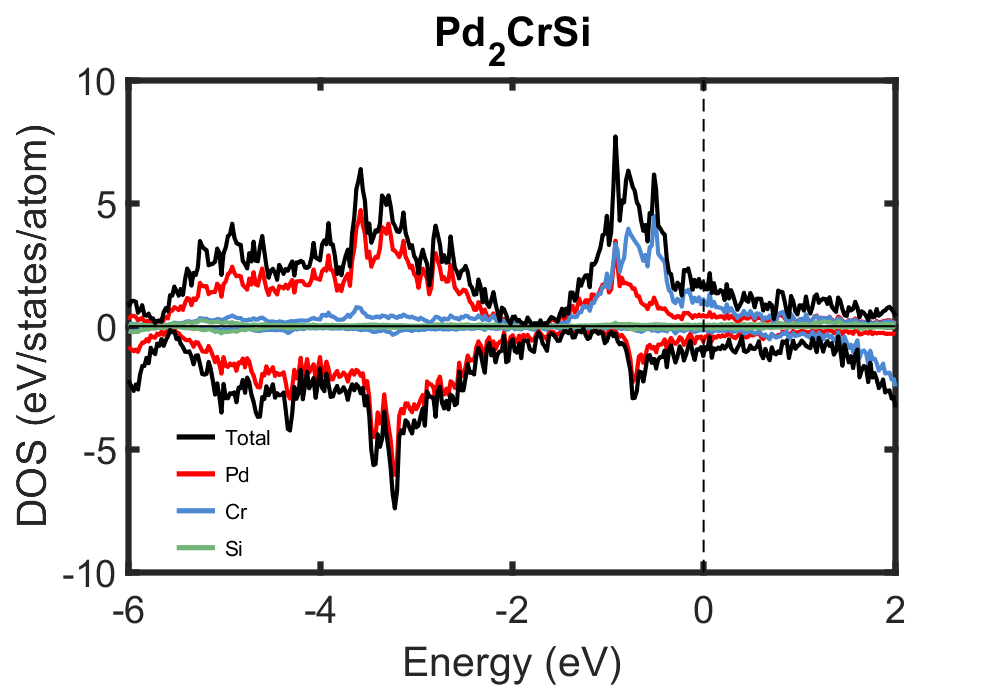 Pd₂CrSi
10
5
0
-5
-10
DOS (eV/states/atom)
Total
Pd
Cr
Si
-6 -4 -2 0 2
Energy (eV)